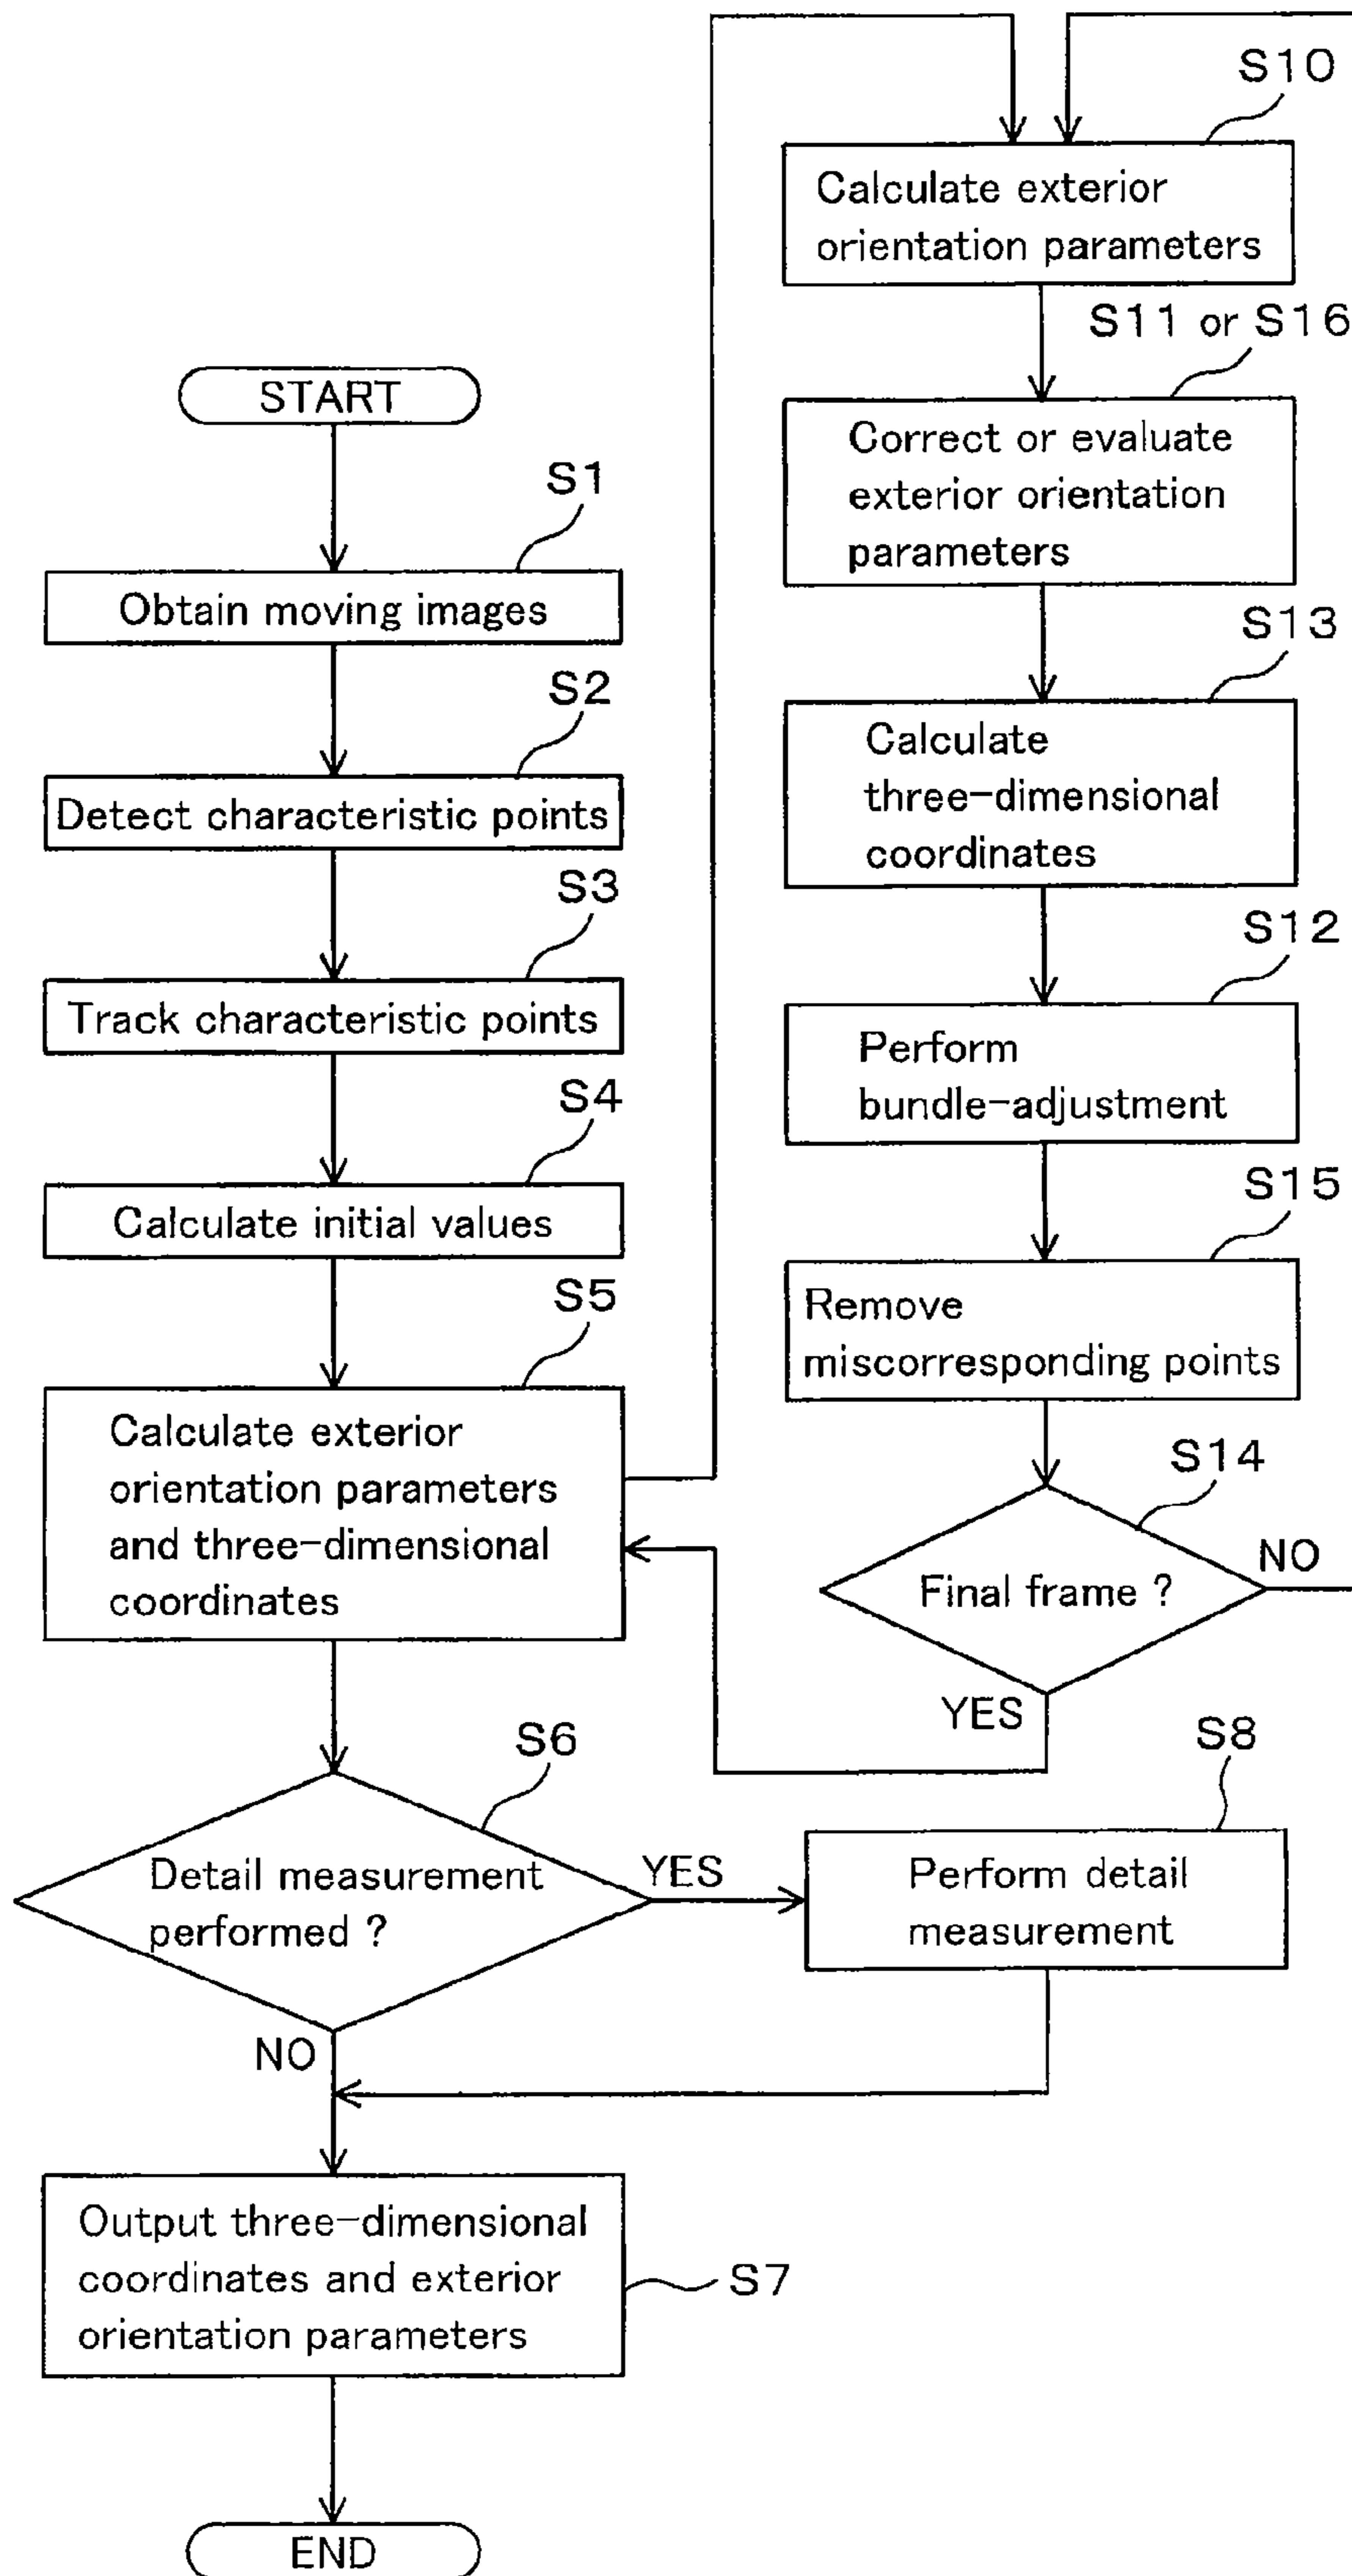 START
S1
Obtain moving images
S2
Detect characteristic points
S3
Track characteristic points
S4
Calculate initial values
S5
Calculate exterior
orientation parameters
and three-dimensional
coordinates
S6
Detail measurement
performed ?
YES
NO
S8
Perform detail
measurement
Output three-dimensional
coordinates and exterior
orientation parameters
S7
END
S10
Calculate exterior
orientation parameters
S11 or S16
Correct or evaluate
exterior orientation
parameters
S13
Calculate
three-dimensional
coordinates
S12
Perform
bundle-adjustment
S15
Remove
miscorresponding points
S14
Final frame ?
NO
YES